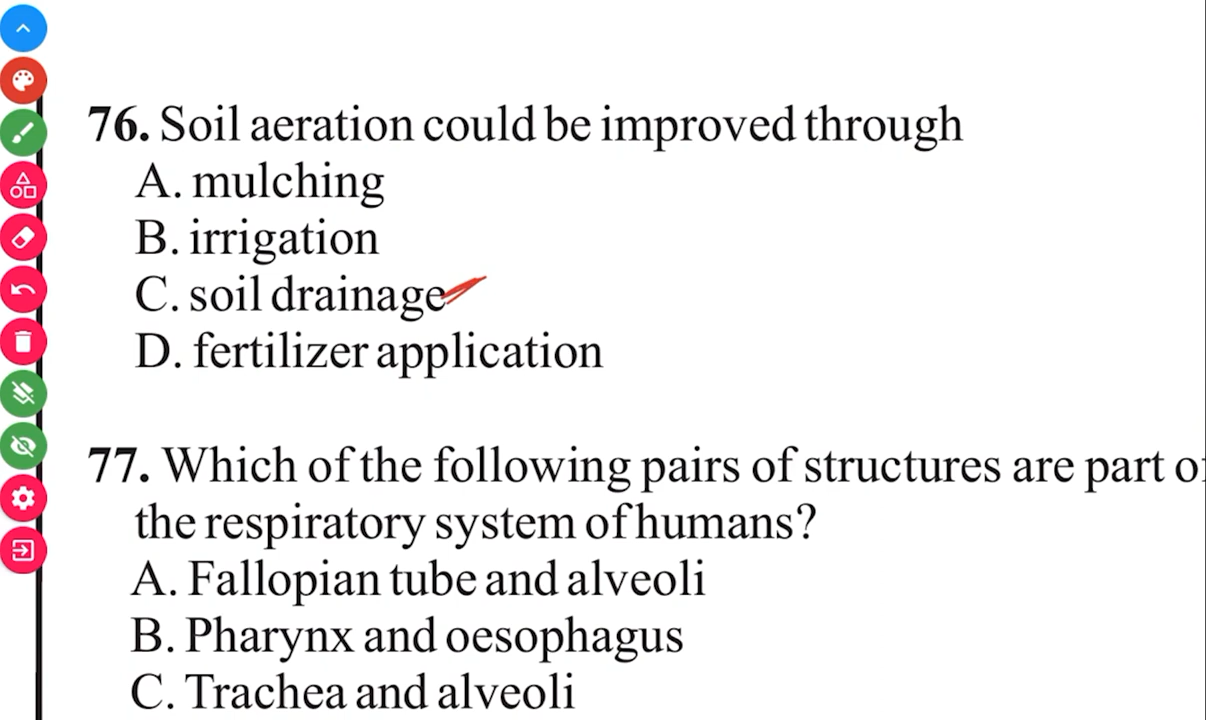 76. Soil aeration could be improved through
A. mulching
B. irrigation
C. soil drainage
D. fertilizer application
77. Which of the following pairs of structures are part of
the respiratory system of humans?
A. Fallopian tube and alveoli
B. Pharynx and oesophagus
C. Trachea and alveoli